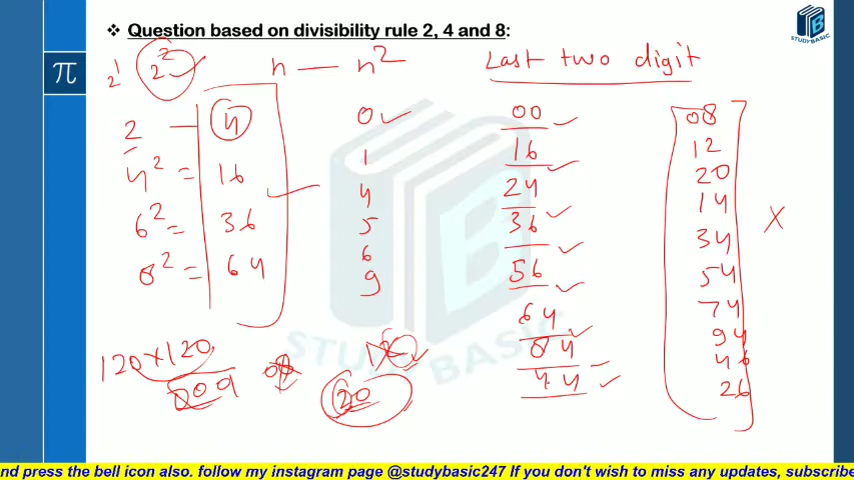 ❖ Question based on divisibility rule 2, 4 and 8:
STUDYBASIC
π
2¹ 2² n — n² Last two digit
2 — 4 0 00 08
4² = 16 1 16 12
6² = 36 4 24 20
8² = 64 5 36 14
6 56 34
9 64 54
84 74
44 94
46
26
120×120
20
X
STUDYBASIC
nd press the bell icon also. follow my instagram page @studybasic247 If you don't wish to miss any updates, subscribe